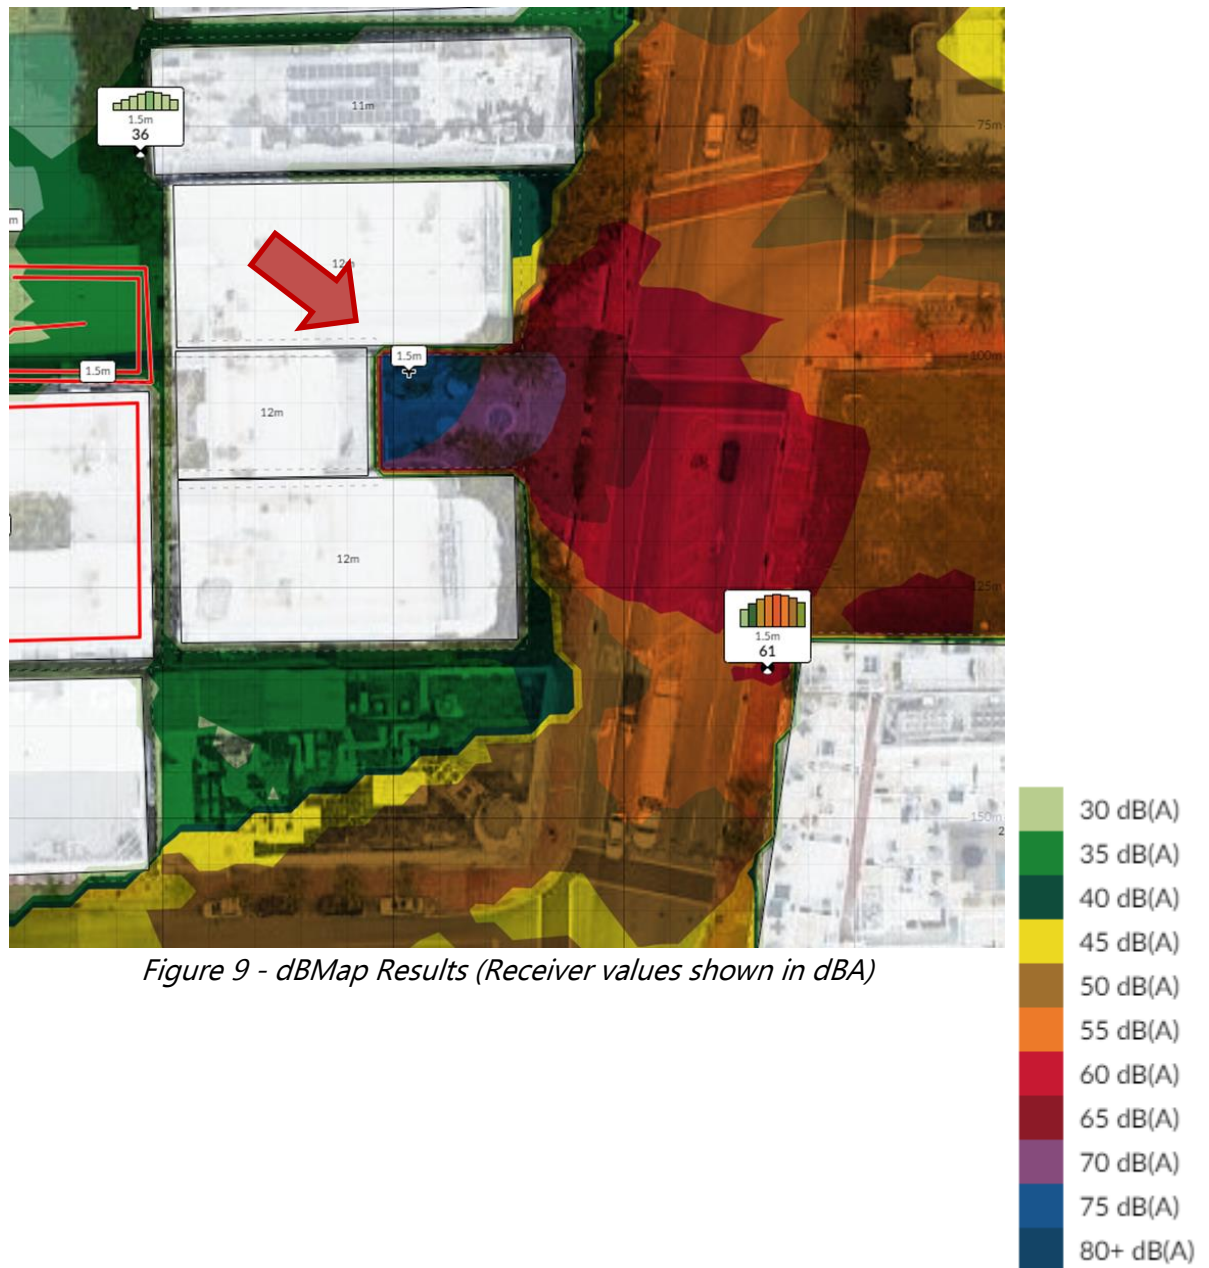 11m
1.5m
36
75m
m
12m
1.5m
100m
1.5m
12m
12m
125m
1.5m
61
150m
2
30 dB(A)
35 dB(A)
40 dB(A)
45 dB(A)
50 dB(A)
55 dB(A)
60 dB(A)
65 dB(A)
70 dB(A)
75 dB(A)
80+ dB(A)
Figure 9 - dBMap Results (Receiver values shown in dBA)